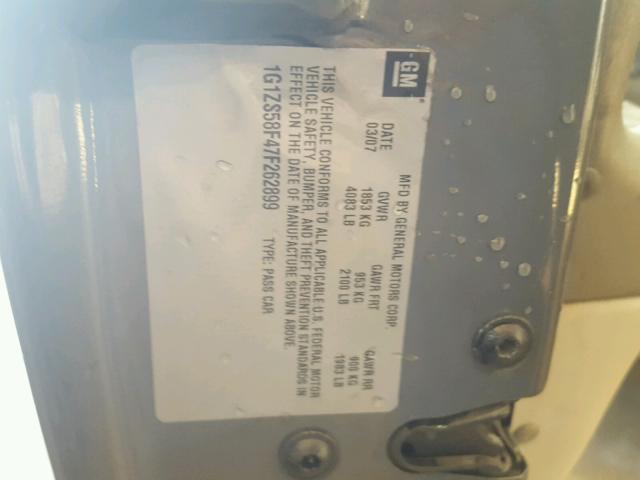 GM
MFD BY GENERAL MOTORS CORP.
DATE GVWR GAWR FRT GAWR RR
03/07 1853 KG 953 KG 900 KG
4083 LB 2100 LB 1983 LB
THIS VEHICLE CONFORMS TO ALL APPLICABLE U.S. FEDERAL MOTOR
VEHICLE SAFETY, BUMPER, AND THEFT PREVENTION STANDARDS IN
EFFECT ON THE DATE OF MANUFACTURE SHOWN ABOVE.
1G1ZS58F47F262899 TYPE: PASS CAR